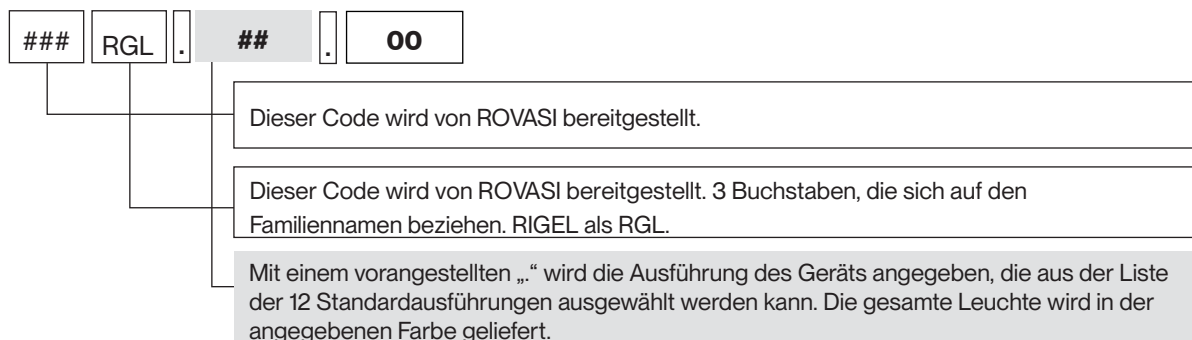 ### RGL . ## . 00
Dieser Code wird von ROVASI bereitgestellt.
Dieser Code wird von ROVASI bereitgestellt. 3 Buchstaben, die sich auf den
Familiennamen beziehen. RIGEL als RGL.
Mit einem vorangestellten „.“ wird die Ausführung des Geräts angegeben, die aus der Liste
der 12 Standardausführungen ausgewählt werden kann. Die gesamte Leuchte wird in der
angegebenen Farbe geliefert.